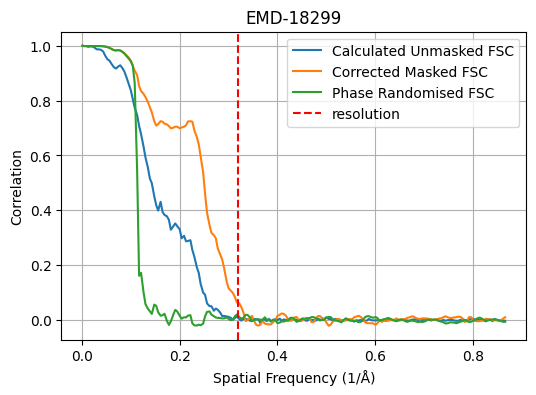 EMD-18299
Calculated Unmasked FSC
Corrected Masked FSC
Phase Randomised FSC
resolution
Correlation
1.0
0.8
0.6
0.4
0.2
0.0
0.0 0.2 0.4 0.6 0.8
Spatial Frequency (1/Å)